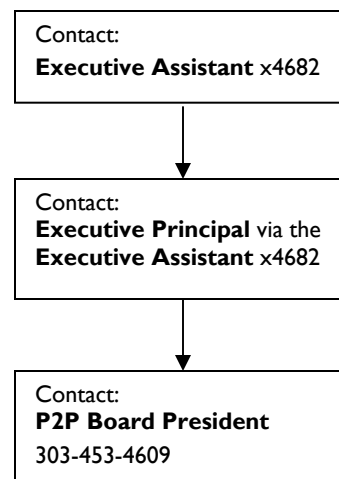 Contact:
Executive Assistant x4682
Contact:
Executive Principal via the
Executive Assistant x4682
Contact:
P2P Board President
303-453-4609